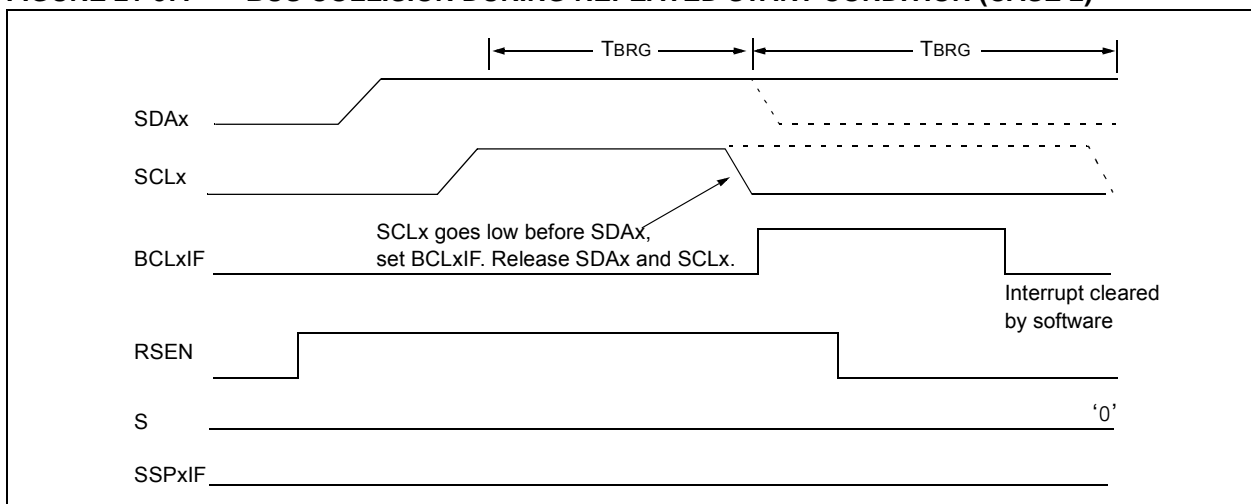 FIGURE BUS COLLISION DURING REPEATED START CONDITION (CASE 2)
TBRG TBRG
SDAx
SCLx
SCLx goes low before SDAx,
set BCLxIF. Release SDAx and SCLx.
BCLxIF
Interrupt cleared
by software
RSEN
S
‘0’
SSPxIF